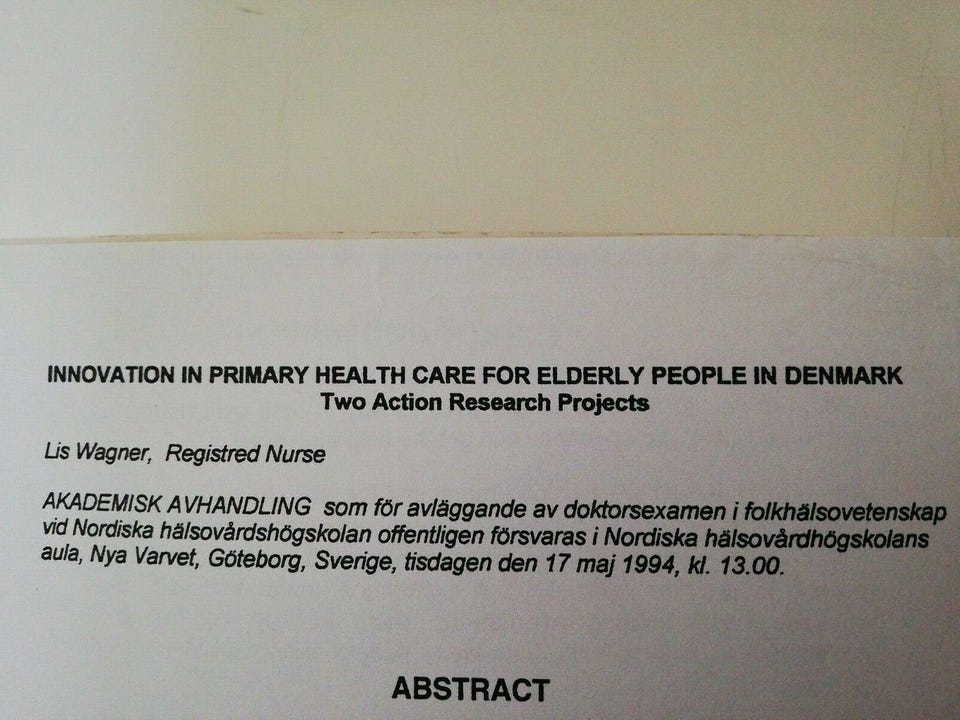 INNOVATION IN PRIMARY HEALTH CARE FOR ELDERLY PEOPLE IN DENMARK
Two Action Research Projects
Lis Wagner, Registred Nurse
AKADEMISK AVHANDLING som för avläggande av doktorsexamen i folkhälsovetenskap
vid Nordiska hälsovårdshögskolan offentligen försvaras i Nordiska hälsovårdhögskolans
aula, Nya Varvet, Göteborg, Sverige, tisdagen den 17 maj 1994, kl. 13.00.
ABSTRACT